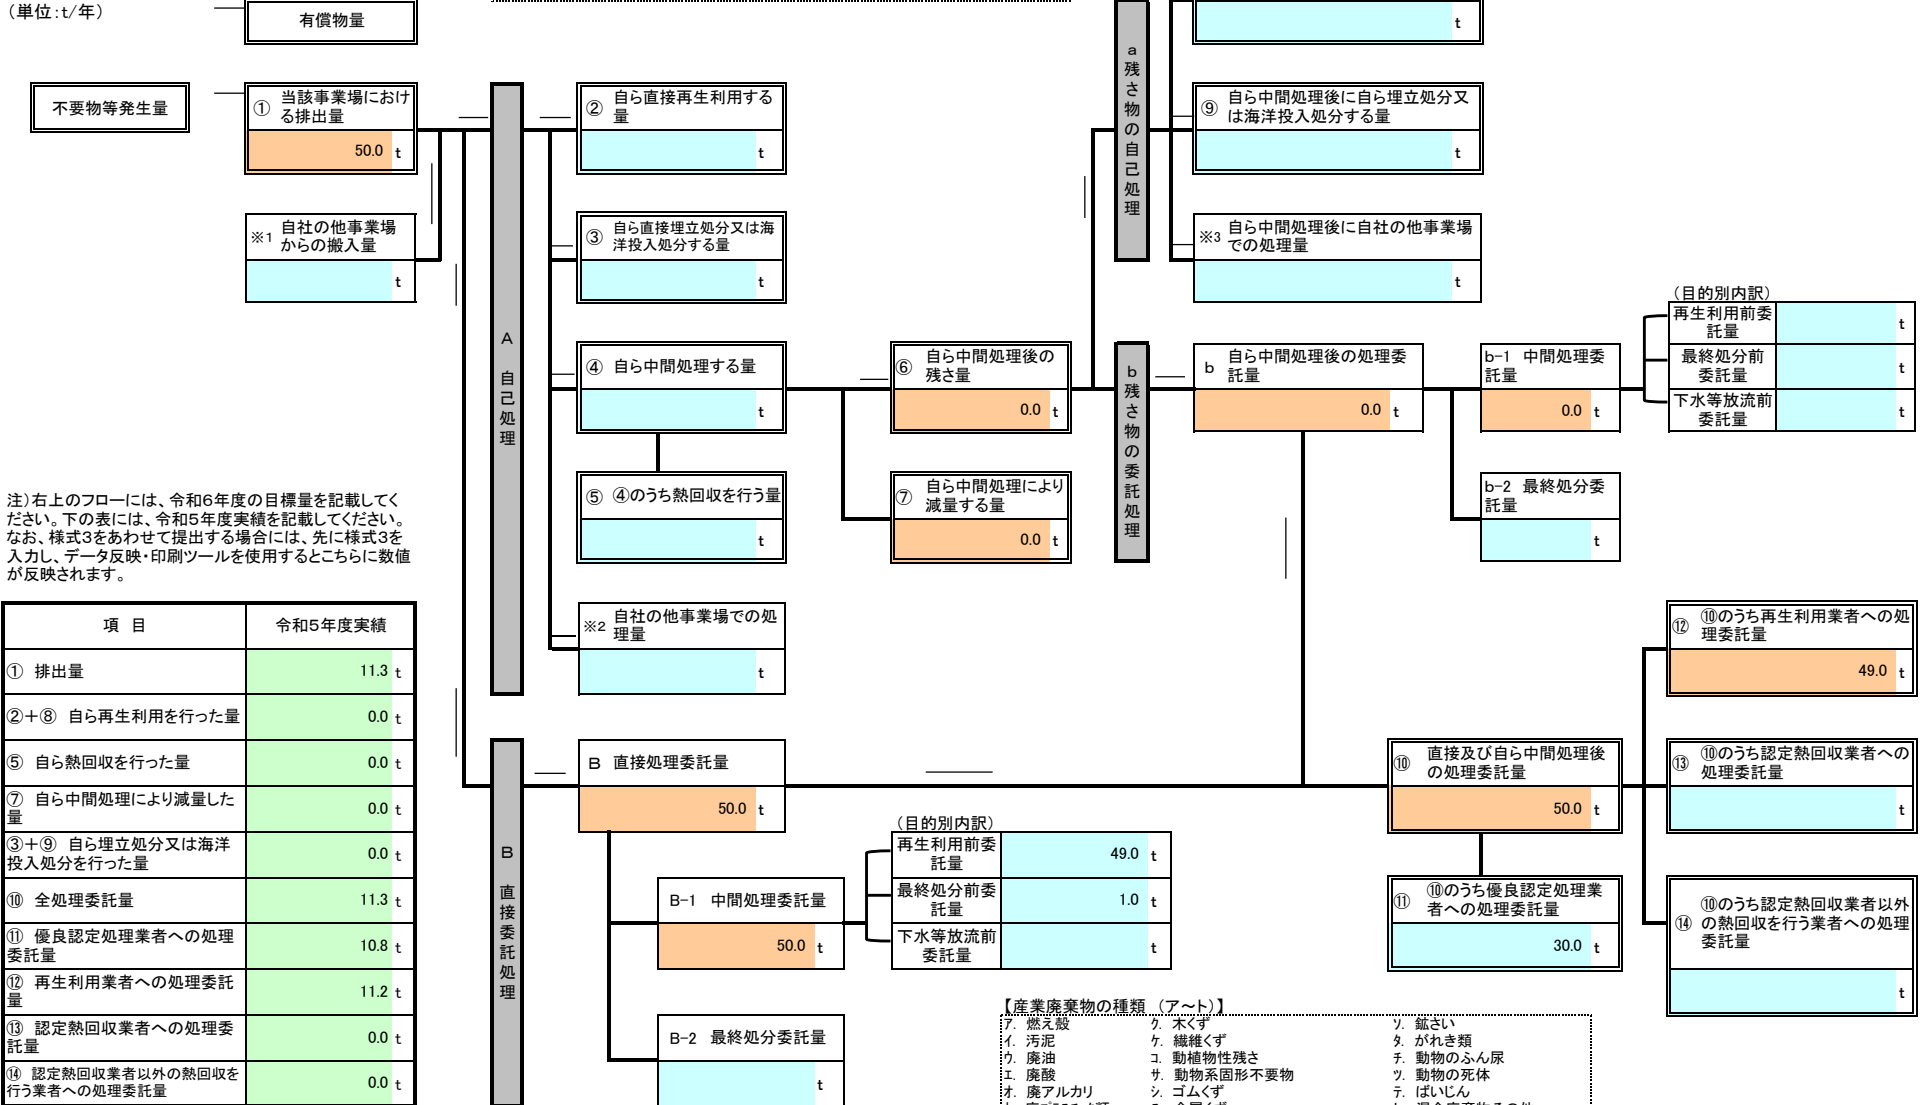 （単位：t/年）
有償物量
t
不要物等発生量
① 当該事業場におけ
る排出量
50.0 t
※1 自社の他事業場
からの搬入量
t
A 自己処理
② 自ら直接再生利用する
量
t
③ 自ら直接埋立処分又は海
洋投入処分する量
t
④ 自ら中間処理する量
t
⑤ ④のうち熱回収を行う量
t
※2 自社の他事業場での処
理量
t
⑥ 自ら中間処理後の
残さ量
0.0 t
⑦ 自ら中間処理により
減量する量
0.0 t
a 残さ物の自己処理
⑨ 自ら中間処理後に自ら埋立処分又
は海洋投入処分する量
t
※3 自ら中間処理後に自社の他事業場
での処理量
t
b 残さ物の委託処理
b 自ら中間処理後の処理委
託量
0.0 t
b-1 中間処理委
託量
0.0 t
（目的別内訳）
再生利用前委
託量
t
最終処分前
委託量
t
下水等放流前
委託量
t
b-2 最終処分委
託量
t
注）右上のフローには、令和6年度の目標量を記載してく
ださい。下の表には、令和5年度実績を記載してください。
なお、様式3をあわせて提出する場合には、先に様式3を
入力し、データ反映・印刷ツールを使用するとこちらに数値
が反映されます。
項 目 令和5年度実績
① 排出量 11.3 t
②＋⑧ 自ら再生利用を行った量 0.0 t
⑤ 自ら熱回収を行った量 0.0 t
⑦ 自ら中間処理により減量した
量 0.0 t
③＋⑨ 自ら埋立処分又は海洋
投入処分を行った量 0.0 t
⑩ 全処理委託量 11.3 t
⑪ 優良認定処理業者への処理
委託量 10.8 t
⑫ 再生利用業者への処理委託
量 11.2 t
⑬ 認定熱回収業者への処理委
託量 0.0 t
⑭ 認定熱回収業者以外の熱回収を
行う業者への処理委託量 0.0 t
B 直接委託処理
B 直接処理委託量
50.0 t
B-1 中間処理委託量
50.0 t
（目的別内訳）
再生利用前委
託量
49.0 t
最終処分前委
託量
1.0 t
下水等放流前
委託量
t
B-2 最終処分委託量
t
⑩ 直接及び自ら中間処理後
の処理委託量
50.0 t
⑪ ⑩のうち優良認定処理業
者への処理委託量
30.0 t
⑫ ⑩のうち再生利用業者への処
理委託量
49.0 t
⑬ ⑩のうち認定熱回収業者への
処理委託量
t
⑭ ⑩のうち認定熱回収業者以外
の熱回収を行う業者への処理
委託量
t
【産業廃棄物の種類 （ア～ト）】
ア. 燃え殻 ク. 木くず ソ. 鉱さい
イ. 汚泥 ケ. 繊維くず タ. がれき類
ウ. 廃油 コ. 動植物性残さ チ. 動物のふん尿
エ. 廃酸 サ. 動物系固形不要物 ツ. 動物の死体
オ. 廃アルカリ シ. ゴムくず テ. ばいじん